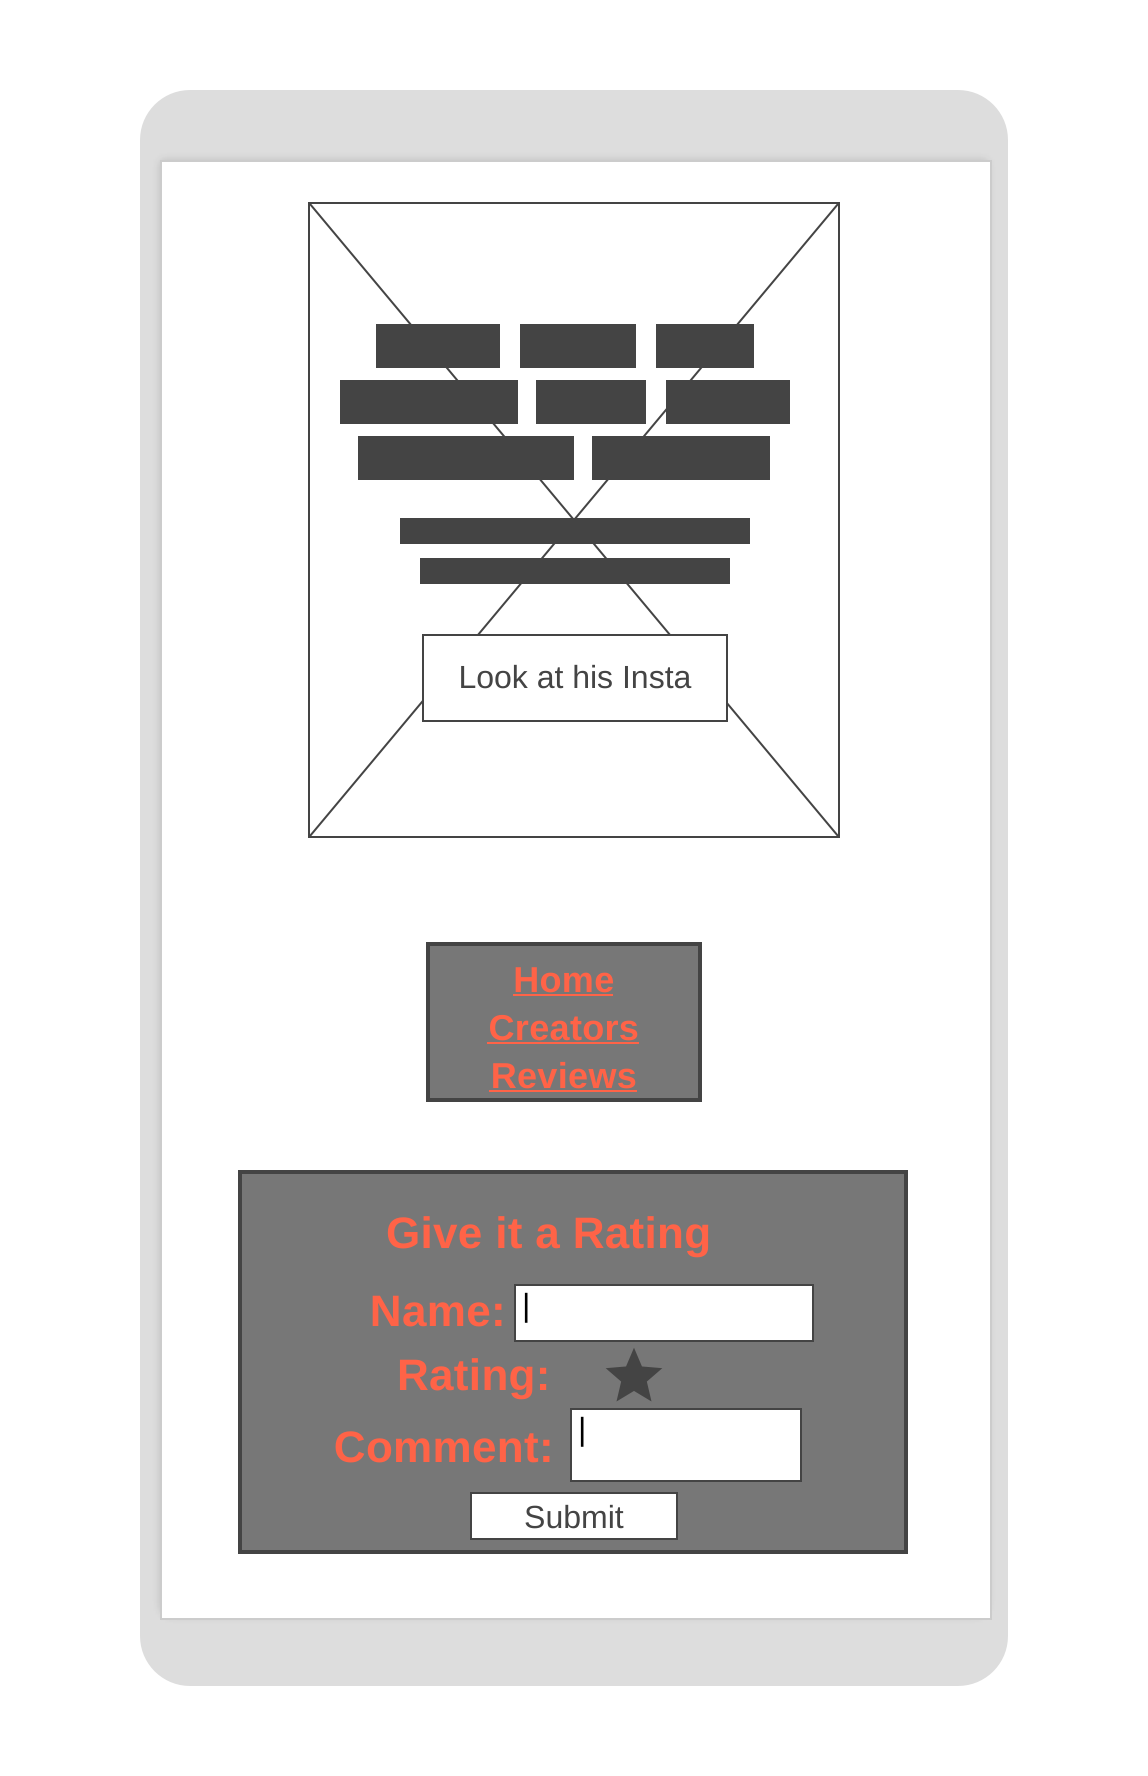 Look at his Insta
Home
Creators
Reviews
Give it a Rating
Name:
Rating:
Comment:
Submit